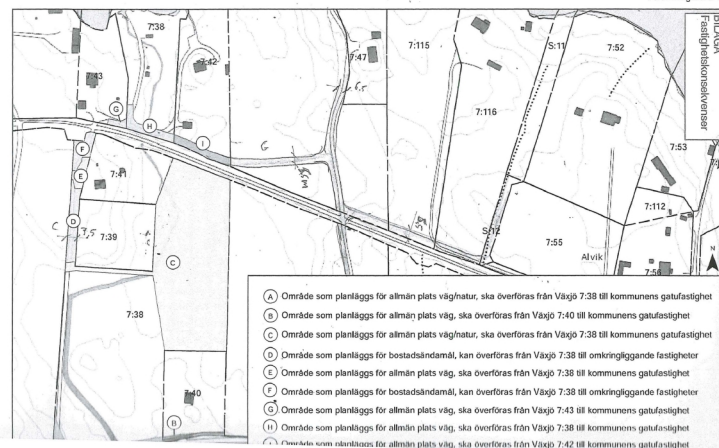 BILAGA
Fastighetskonsekvenser
7:38
7:43
7:42
7:47
7:115
S:11
7:52
7:116
7:53
7:112
7:41
7:39
S:12
7:55
Alvik
7:56
7:38
7:40
G
H
I
F
E
D
C
B
6,5
G
C
9,5
N
A Område som planläggs för allmän plats väg/natur, ska överföras från Växjö 7:38 till kommunens gatufastighet
B Område som planläggs för allmän plats väg, ska överföras från Växjö 7:40 till kommunens gatufastighet
C Område som planläggs för allmän plats väg/natur, ska överföras från Växjö 7:38 till kommunens gatufastighet
D Område som planläggs för bostadsändamål, kan överföras från Växjö 7:38 till omkringliggande fastigheter
E Område som planläggs för allmän plats väg, ska överföras från Växjö 7:38 till kommunens gatufastighet
F Område som planläggs för bostadsändamål, kan överföras från Växjö 7:38 till omkringliggande fastigheter
G Område som planläggs för allmän plats väg, ska överföras från Växjö 7:43 till kommunens gatufastighet
H Område som planläggs för allmän plats väg, ska överföras från Växjö 7:38 till kommunens gatufastighet
I Område som planläggs för allmän plats väg, ska överföras från Växjö 7:42 till kommunens gatufastighet